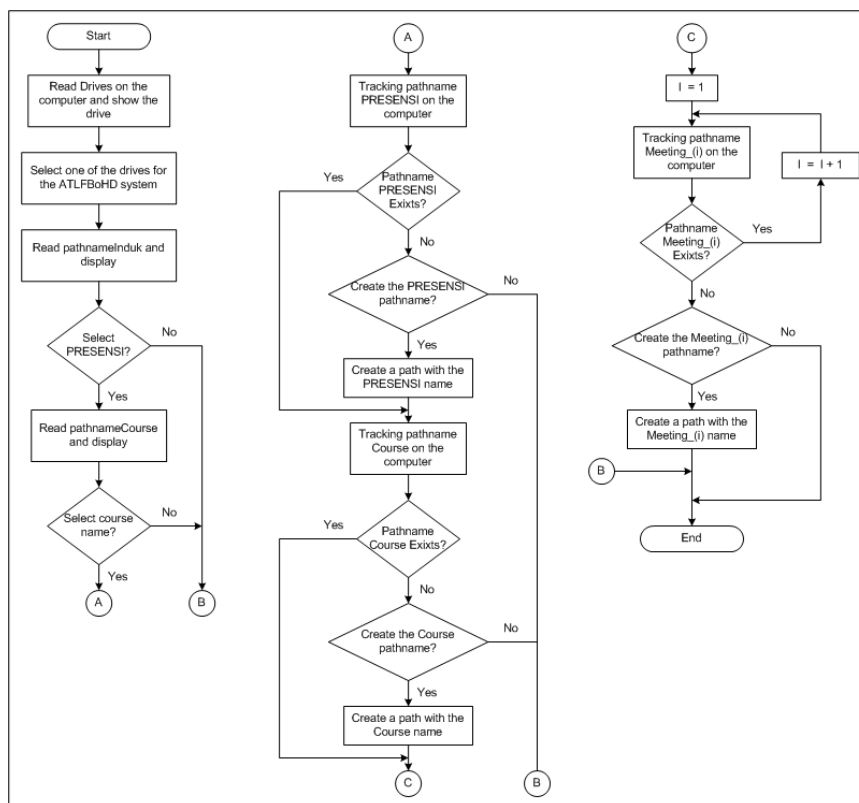 Start
Read Drives on the
computer and show the
drive
Select one of the drives for
the ATLFBoHD system
Read pathnameInduk and
display
Select
PRESENSI?
No
Yes
Read pathnameCourse
and display
Select course
name?
No
Yes
A
B
A
Tracking pathname
PRESENSI on the
computer
Yes
Pathname
PRESENSI
Exixts?
No
Create the PRESENSI
pathname?
No
Yes
Create a path with the
PRESENSI name
Tracking pathname
Course on the
computer
Yes
Pathname
Course Exixts?
No
Create the Course
pathname?
No
Yes
Create a path with the
Course name
C
B
C
I = 1
Tracking pathname
Meeting_(i) on the
computer
I = I + 1
Pathname
Meeting_(i)
Exixts?
Yes
No
Create the Meeting_(i)
pathname?
No
Yes
Create a path with the
Meeting_(i) name
B
End